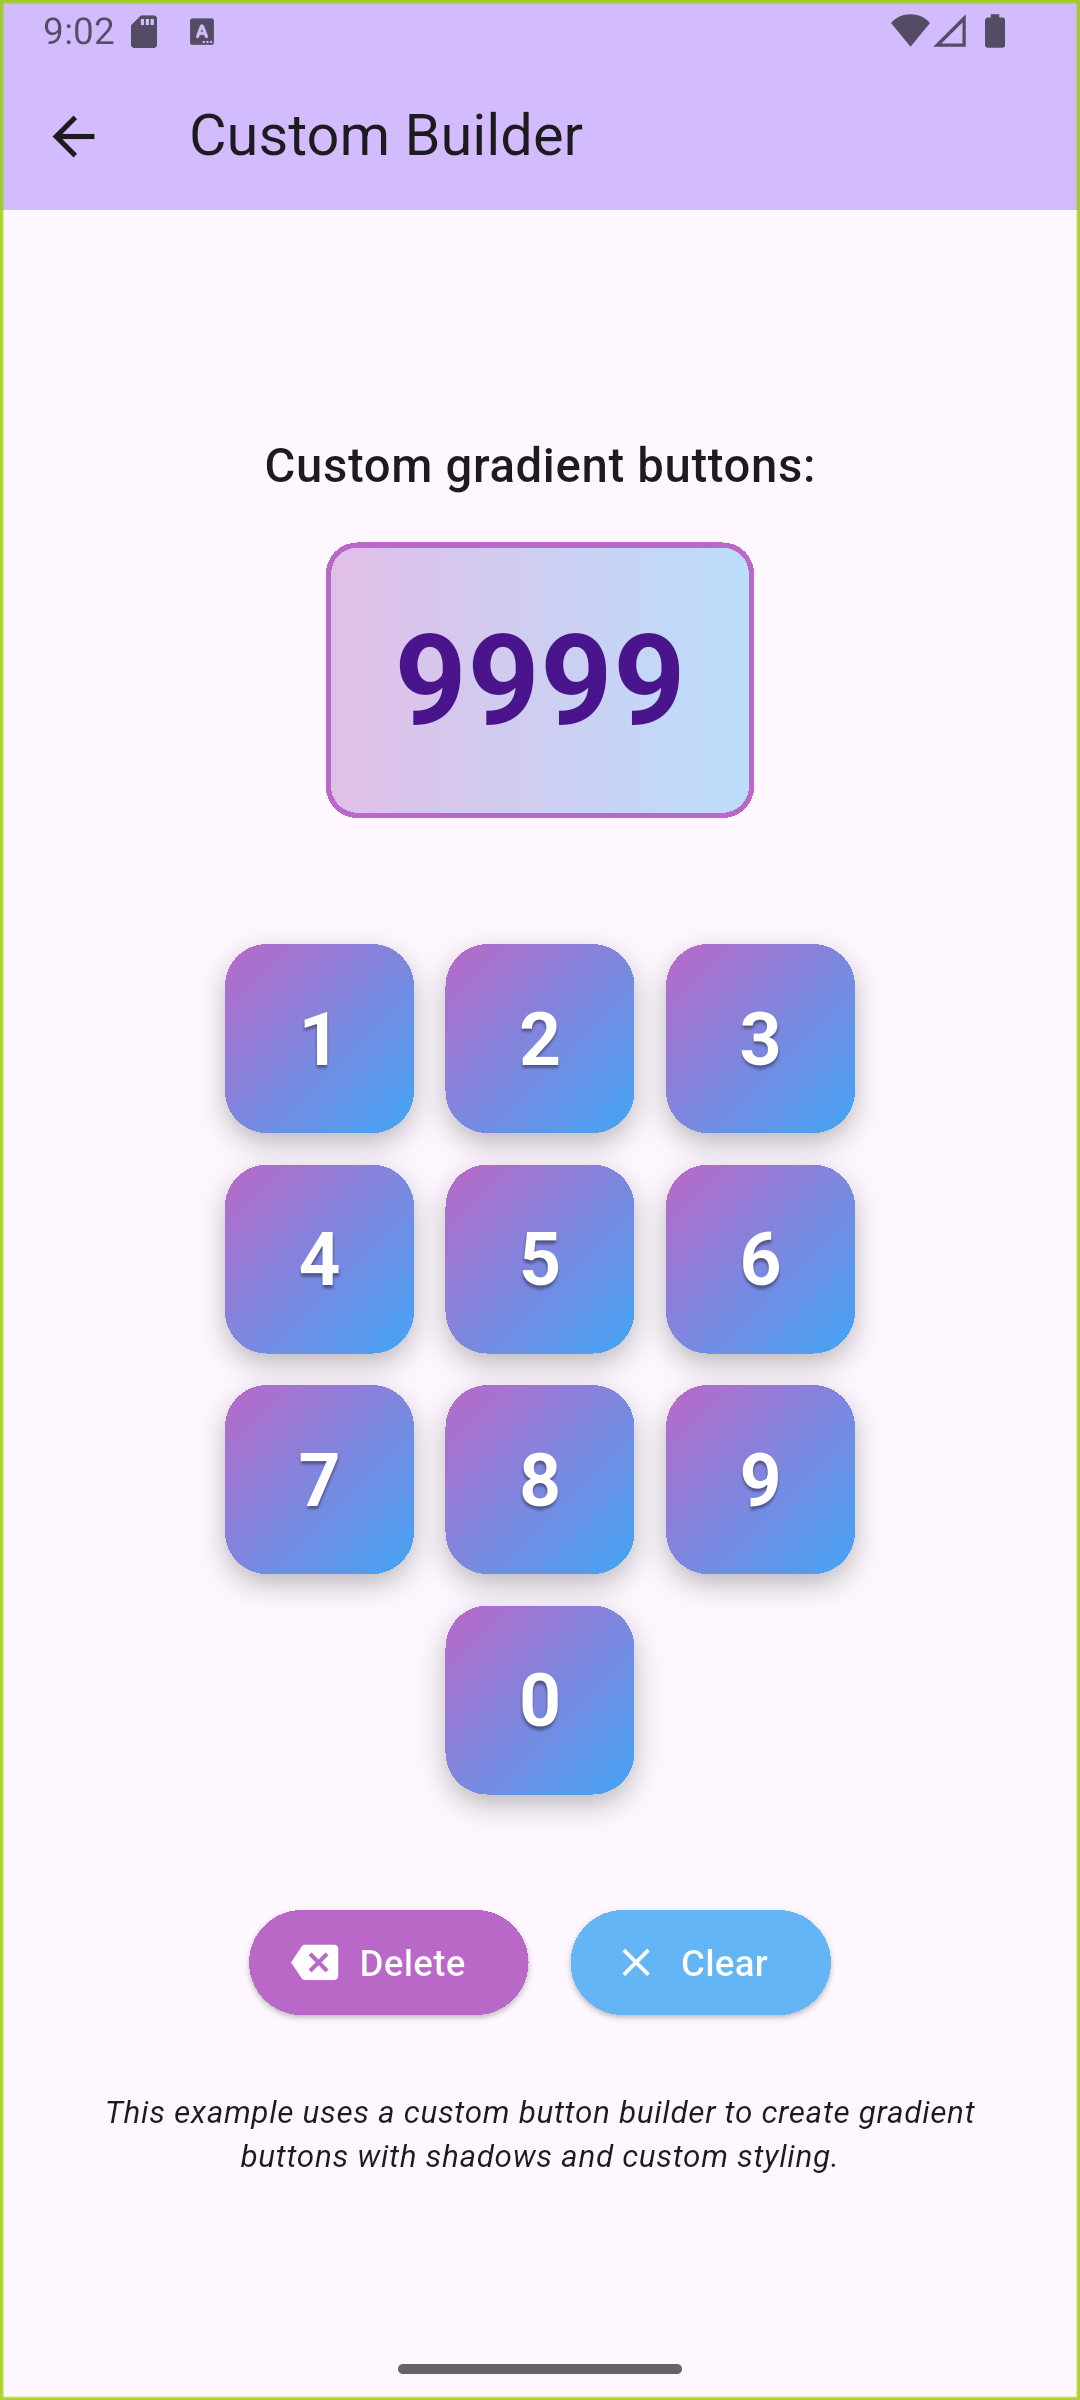 9:02
Custom Builder
Custom gradient buttons:
9999
1 2 3
4 5 6
7 8 9
0
Delete Clear
This example uses a custom button builder to create gradient
buttons with shadows and custom styling.